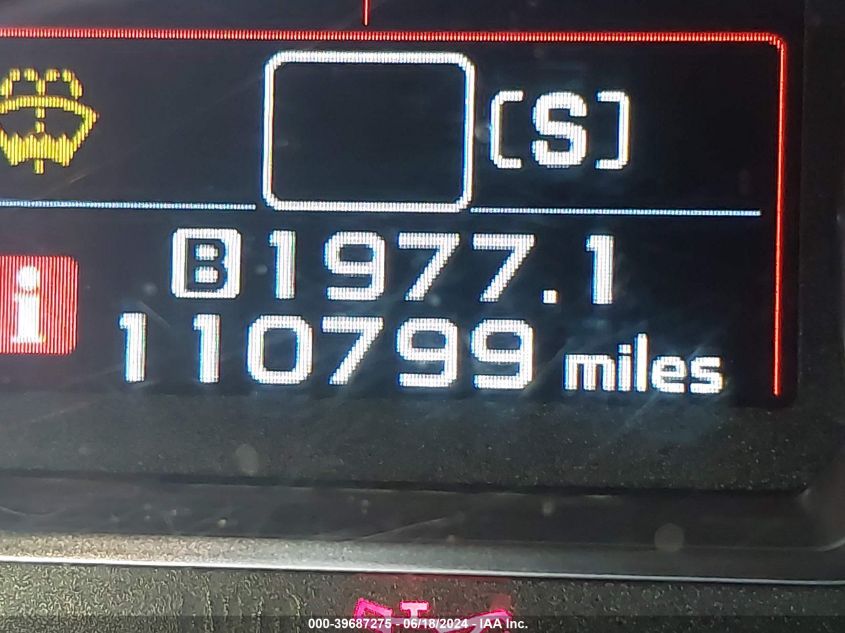 [S]
B 1977.1
i 110799 miles
000-39687275 - 06/18/2024 - IAA Inc.